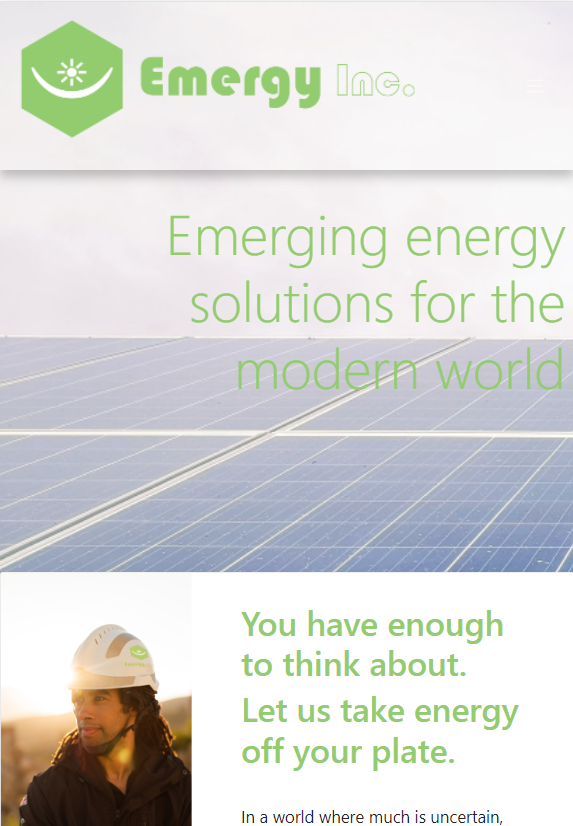 Emergy Inc.
Emerging energy
solutions for the
modern world
You have enough
to think about.
Let us take energy
off your plate.
In a world where much is uncertain,